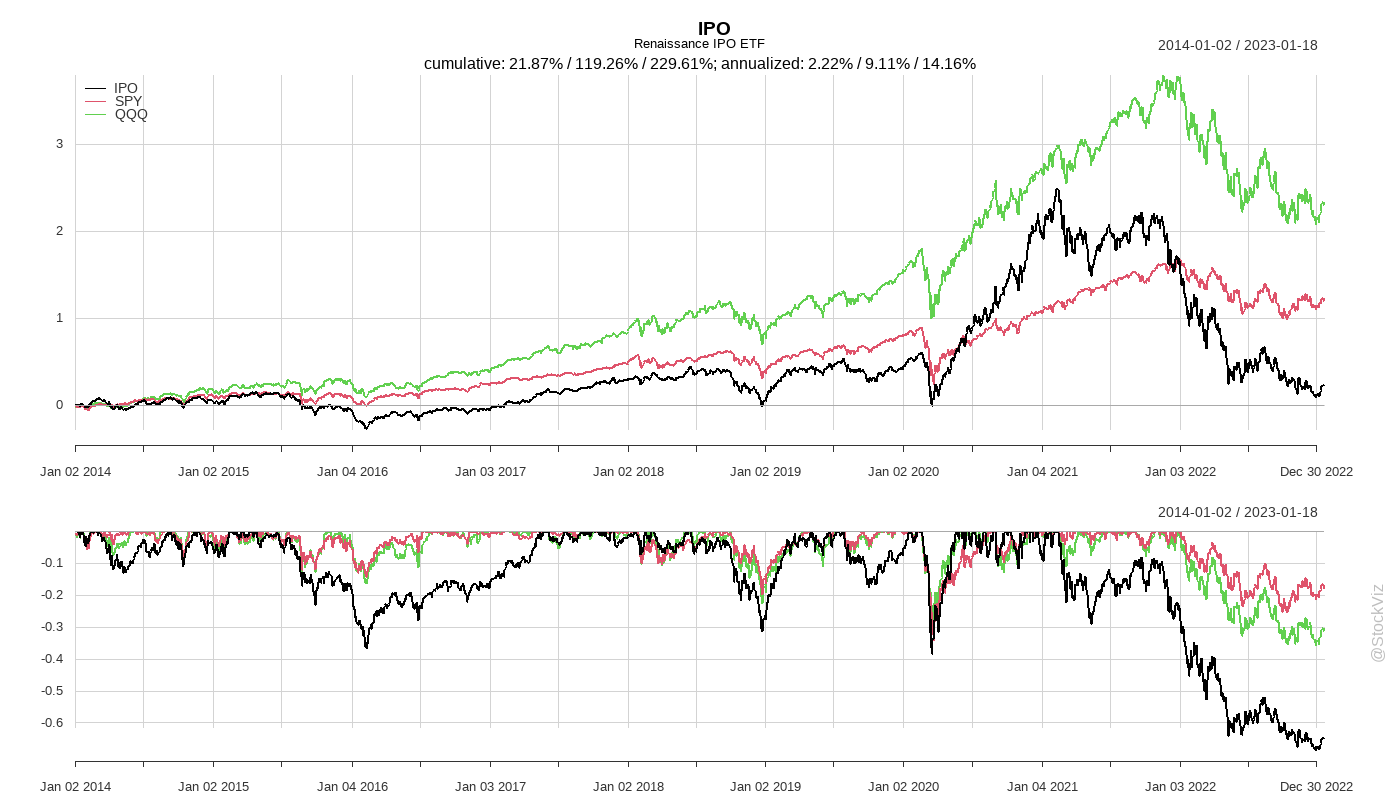 IPO
Renaissance IPO ETF
2014-01-02 / 2023-01-18
cumulative: 21.87% / 119.26% / 229.61%; annualized: 2.22% / 9.11% / 14.16%
IPO
SPY
QQQ
3
2
1
0
Jan 02 2014 Jan 02 2015 Jan 04 2016 Jan 03 2017 Jan 02 2018 Jan 02 2019 Jan 02 2020 Jan 04 2021 Jan 03 2022 Dec 30 2022
2014-01-02 / 2023-01-18
-0.1
-0.2
-0.3
-0.4
-0.5
-0.6
Jan 02 2014 Jan 02 2015 Jan 04 2016 Jan 03 2017 Jan 02 2018 Jan 02 2019 Jan 02 2020 Jan 04 2021 Jan 03 2022 Dec 30 2022
@StockViz